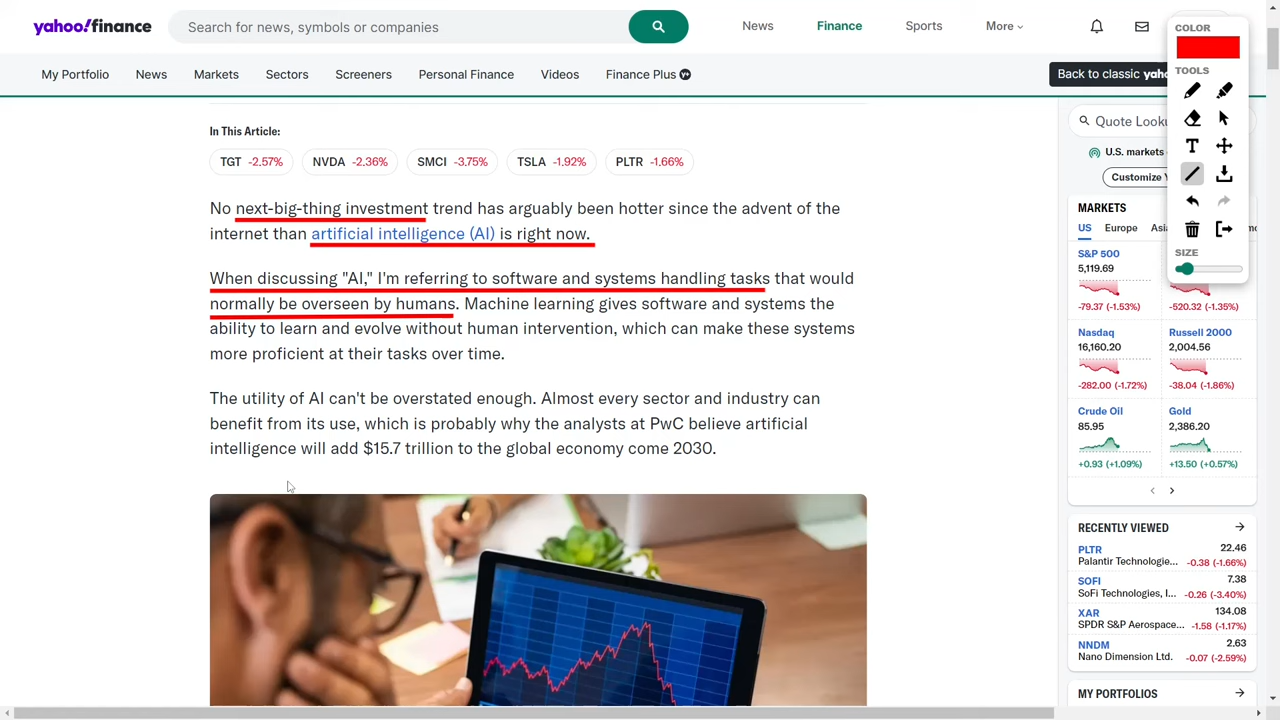 yahoo!finance
Search for news, symbols or companies
News
Finance
Sports
More
COLOR
TOOLS
T
SIZE
My Portfolio
News
Markets
Sectors
Screeners
Personal Finance
Videos
Finance Plus
Back to classic
In This Article:
TGT -2.57%
NVDA -2.36%
SMCI -3.75%
TSLA -1.92%
PLTR -1.66%
No next-big-thing investment trend has arguably been hotter since the advent of the
internet than artificial intelligence (AI) is right now.
When discussing "AI," I'm referring to software and systems handling tasks that would
normally be overseen by humans. Machine learning gives software and systems the
ability to learn and evolve without human intervention, which can make these systems
more proficient at their tasks over time.
The utility of AI can't be overstated enough. Almost every sector and industry can
benefit from its use, which is probably why the analysts at PwC believe artificial
intelligence will add $15.7 trillion to the global economy come 2030.
Quote
U.S. markets
Customize
MARKETS
US
Europe
S&P 500
5,119.69
-79.37 (-1.53%)
-520.32 (-1.35%)
Nasdaq
16,160.20
-282.00 (-1.72%)
Russell 2000
2,004.56
-38.04 (-1.86%)
Crude Oil
85.95
+0.93 (+1.09%)
Gold
2,386.20
+13.50 (+0.57%)
RECENTLY VIEWED
PLTR 22.46
Palantir Technologie... -0.38 (-1.66%)
SOFI 7.38
SoFi Technologies, I... -0.26 (-3.40%)
XAR 134.08
SPDR S&P Aerospace... -1.58 (-1.17%)
NNDM 2.63
Nano Dimension Ltd. -0.07 (-2.59%)
MY PORTFOLIOS